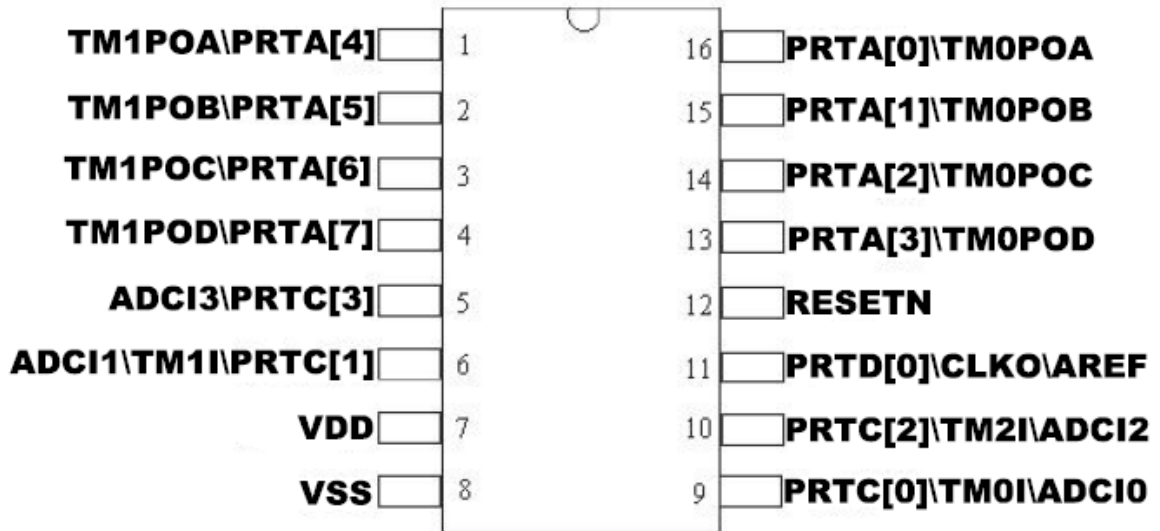 TM1POA\PRTA[4] 1 16 PRTA[0]\TM0POA
TM1POB\PRTA[5] 2 15 PRTA[1]\TM0POB
TM1POC\PRTA[6] 3 14 PRTA[2]\TM0POC
TM1POD\PRTA[7] 4 13 PRTA[3]\TM0POD
ADCI3\PRTC[3] 5 12 RESETN
ADCI1\TM1I\PRTC[1] 6 11 PRTD[0]\CLKO\AREF
VDD 7 10 PRTC[2]\TM2I\ADCI2
VSS 8 9 PRTC[0]\TM0I\ADCI0